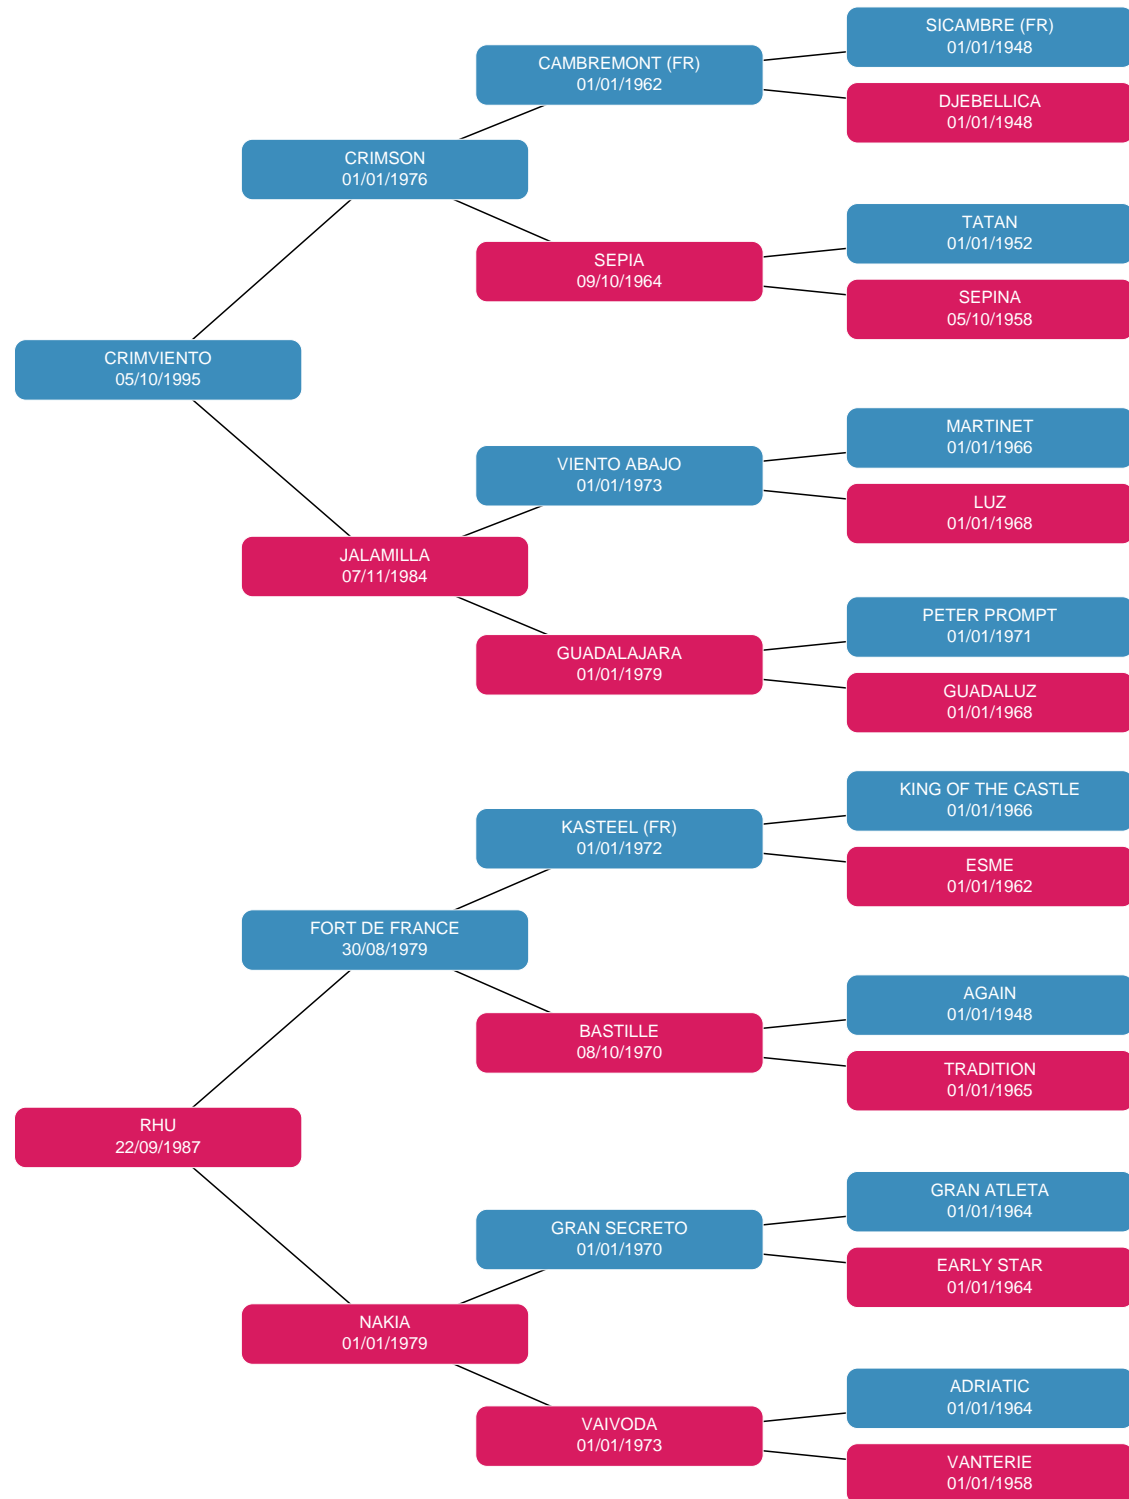 SICAMBRE (FR)
01/01/1948
CAMBREMONT (FR)
01/01/1962
DJEBELLICA
01/01/1948
CRIMSON
01/01/1976
TATAN
01/01/1952
SEPIA
09/10/1964
SEPINA
05/10/1958
CRIMVIENTO
05/10/1995
MARTINET
01/01/1966
VIENTO ABAJO
01/01/1973
LUZ
01/01/1968
JALAMILLA
07/11/1984
PETER PROMPT
01/01/1971
GUADALAJARA
01/01/1979
GUADALUZ
01/01/1968
KING OF THE CASTLE
01/01/1966
KASTEEL (FR)
01/01/1972
ESME
01/01/1962
FORT DE FRANCE
30/08/1979
AGAIN
01/01/1948
BASTILLE
08/10/1970
TRADITION
01/01/1965
RHU
22/09/1987
GRAN ATLETA
01/01/1964
GRAN SECRETO
01/01/1970
EARLY STAR
01/01/1964
NAKIA
01/01/1979
ADRIATIC
01/01/1964
VAIVODA
01/01/1973
VANTERIE
01/01/1958